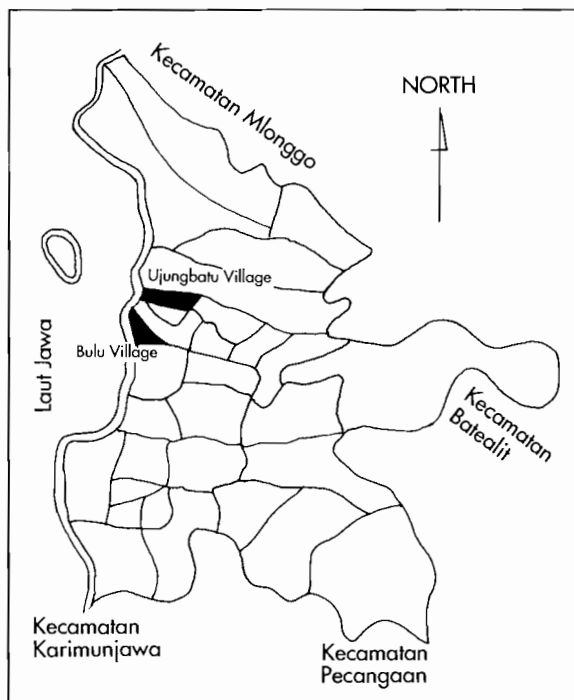 Kecamatan Mlonggo
NORTH
Ujungbatu Village
Bulu Village
Laut Jawa
Kecamatan
Batealit
Kecamatan
Karimunjawa
Kecamatan
Pecangaan